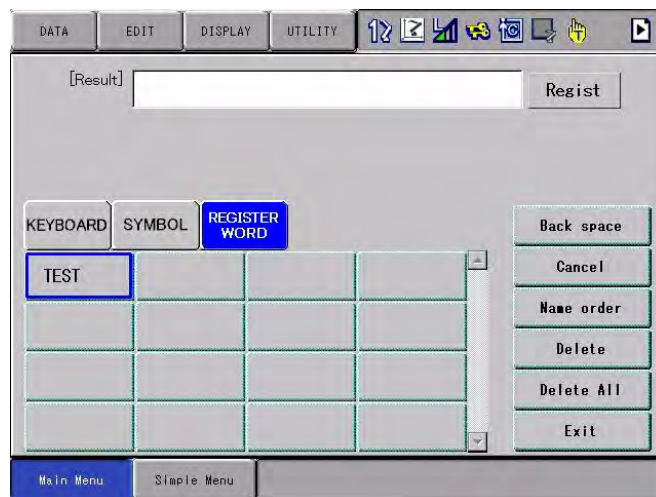 DATA EDIT DISPLAY UTILITY
[Result] Regist
KEYBOARD SYMBOL REGISTER WORD
Back space
TEST
Cancel
Name order
Delete
Delete All
Exit
Main Menu Simple Menu